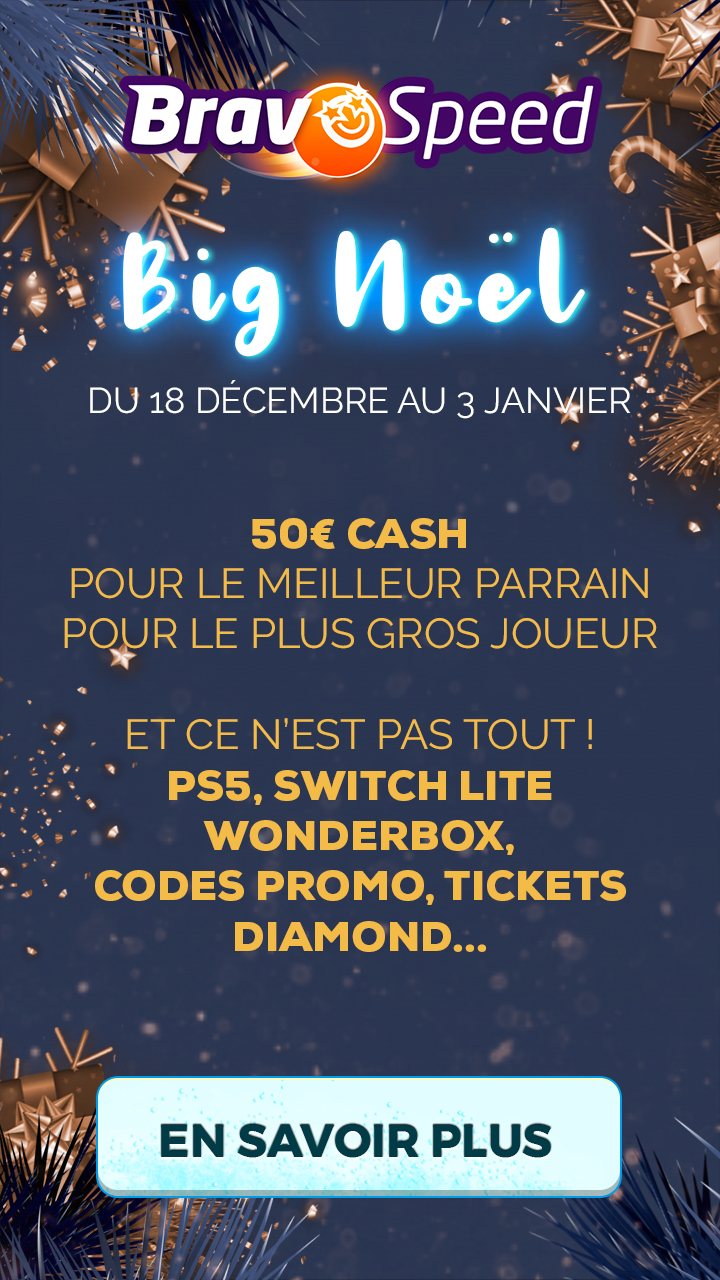 BravoSpeed
Big Noël
DU 18 DÉCEMBRE AU 3 JANVIER
50€ CASH
POUR LE MEILLEUR PARRAIN
POUR LE PLUS GROS JOUEUR
ET CE N’EST PAS TOUT !
PS5, SWITCH LITE
WONDERBOX,
CODES PROMO, TICKETS
DIAMOND...
EN SAVOIR PLUS